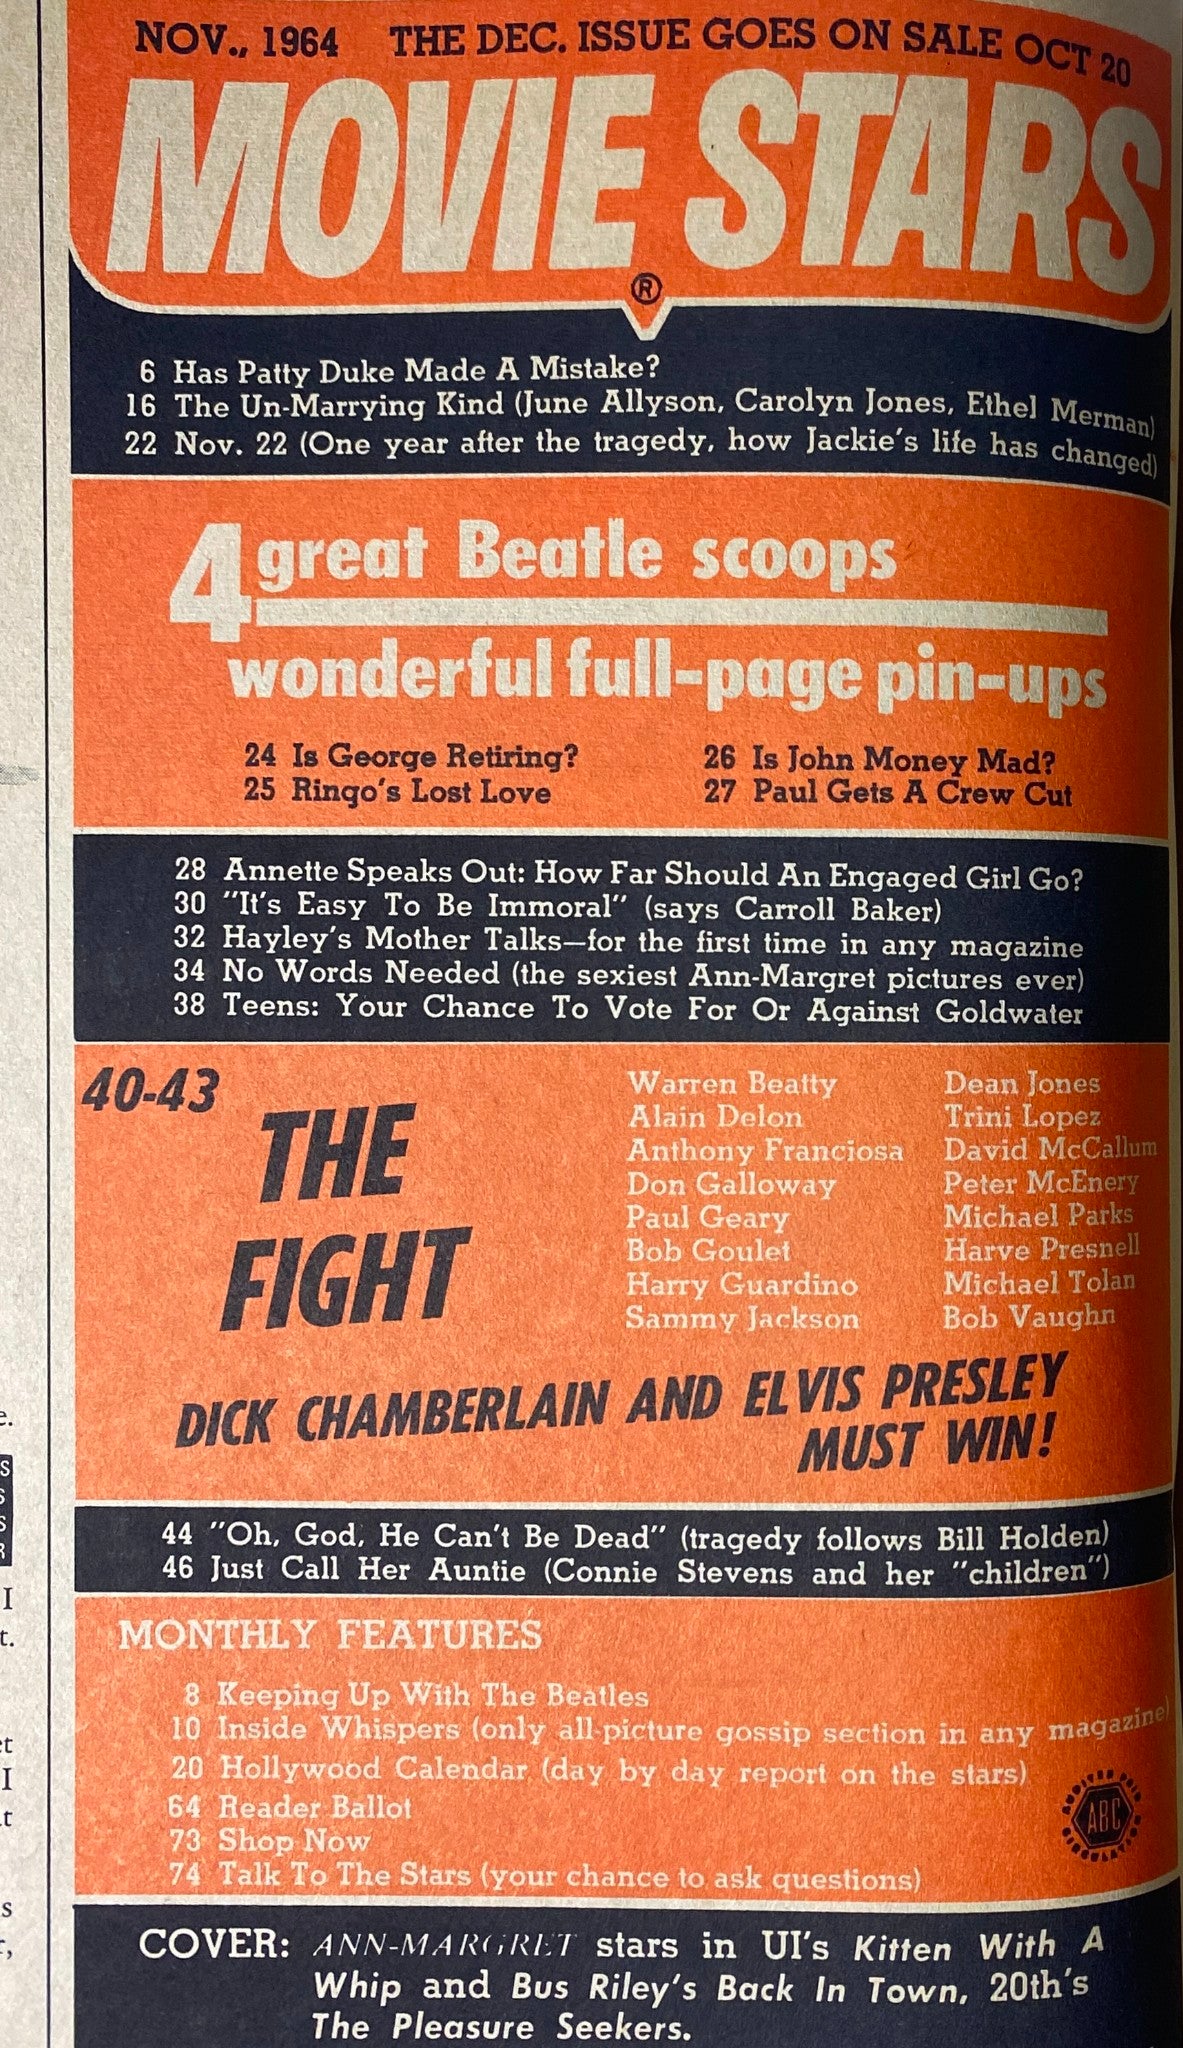 NOV., 1964 THE DEC. ISSUE GOES ON SALE OCT 20
MOVIE STARS
®
6 Has Patty Duke Made A Mistake?
16 The Un-Marrying Kind (June Allyson, Carolyn Jones, Ethel Merman)
22 Nov. 22 (One year after the tragedy, how Jackie's life has changed)
4 great Beatle scoops
wonderful full-page pin-ups
24 Is George Retiring?
25 Ringo's Lost Love
26 Is John Money Mad?
27 Paul Gets A Crew Cut
28 Annette Speaks Out: How Far Should An Engaged Girl Go?
30 "It's Easy To Be Immoral" (says Carroll Baker)
32 Hayley's Mother Talks—for the first time in any magazine
34 No Words Needed (the sexiest Ann-Margret pictures ever)
38 Teens: Your Chance To Vote For Or Against Goldwater
40-43
THE
FIGHT
Warren Beatty
Alain Delon
Anthony Franciosa
Don Galloway
Paul Geary
Bob Goulet
Harry Guardino
Sammy Jackson
Dean Jones
Trini Lopez
David McCallum
Peter McEnery
Michael Parks
Harve Presnell
Michael Tolan
Bob Vaughn
DICK CHAMBERLAIN AND ELVIS PRESLEY
MUST WIN!
44 "Oh, God, He Can't Be Dead" (tragedy follows Bill Holden)
46 Just Call Her Auntie (Connie Stevens and her "children")
MONTHLY FEATURES
8 Keeping Up With The Beatles
10 Inside Whispers (only all-picture gossip section in any magazine)
20 Hollywood Calendar (day by day report on the stars)
64 Reader Ballot
73 Shop Now
74 Talk To The Stars (your chance to ask questions)
AUDITED PAID
ABC
CIRCULATION
COVER: ANN-MARGRET stars in UI's Kitten With A
Whip and Bus Riley's Back In Town, 20th's
The Pleasure Seekers.